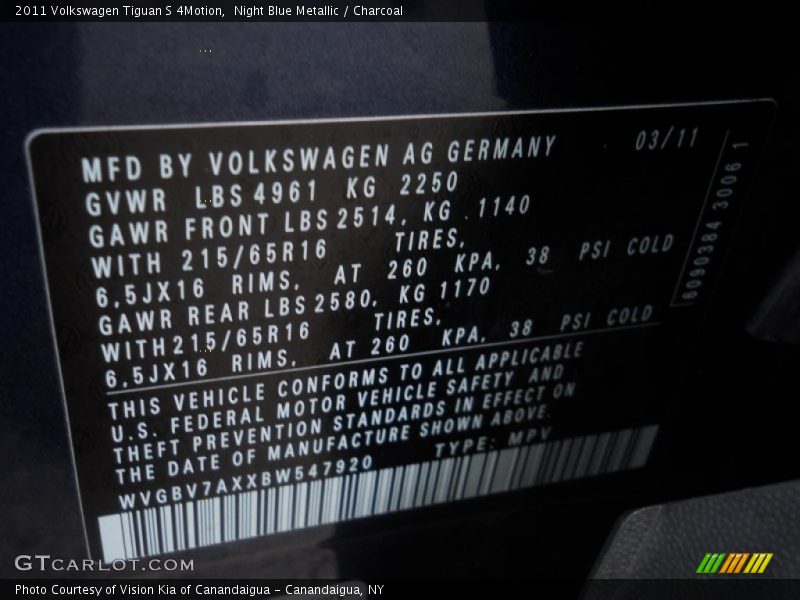 2011 Volkswagen Tiguan S 4Motion,  Night Blue Metallic / Charcoal
MFD BY VOLKSWAGEN AG GERMANY 03/11
GVWR LBS 4961 KG 2250
GAWR FRONT LBS 2514, KG 1140
WITH 215/65R16 TIRES,
6,5JX16 RIMS, AT 260 KPA, 38 PSI COLD
GAWR REAR LBS 2580, KG 1170
WITH 215/65R16 TIRES,
6,5JX16 RIMS, AT 260 KPA, 38 PSI COLD
THIS VEHICLE CONFORMS TO ALL APPLICABLE
U.S. FEDERAL MOTOR VEHICLE SAFETY AND
THEFT PREVENTION STANDARDS IN EFFECT ON
THE DATE OF MANUFACTURE SHOWN ABOVE.
WVGBV7AXXBW547920 TYPE: MPV
6090384 30061
GTCARLOT.COM
Photo Courtesy of Vision Kia of Canandaigua - Canandaigua, NY